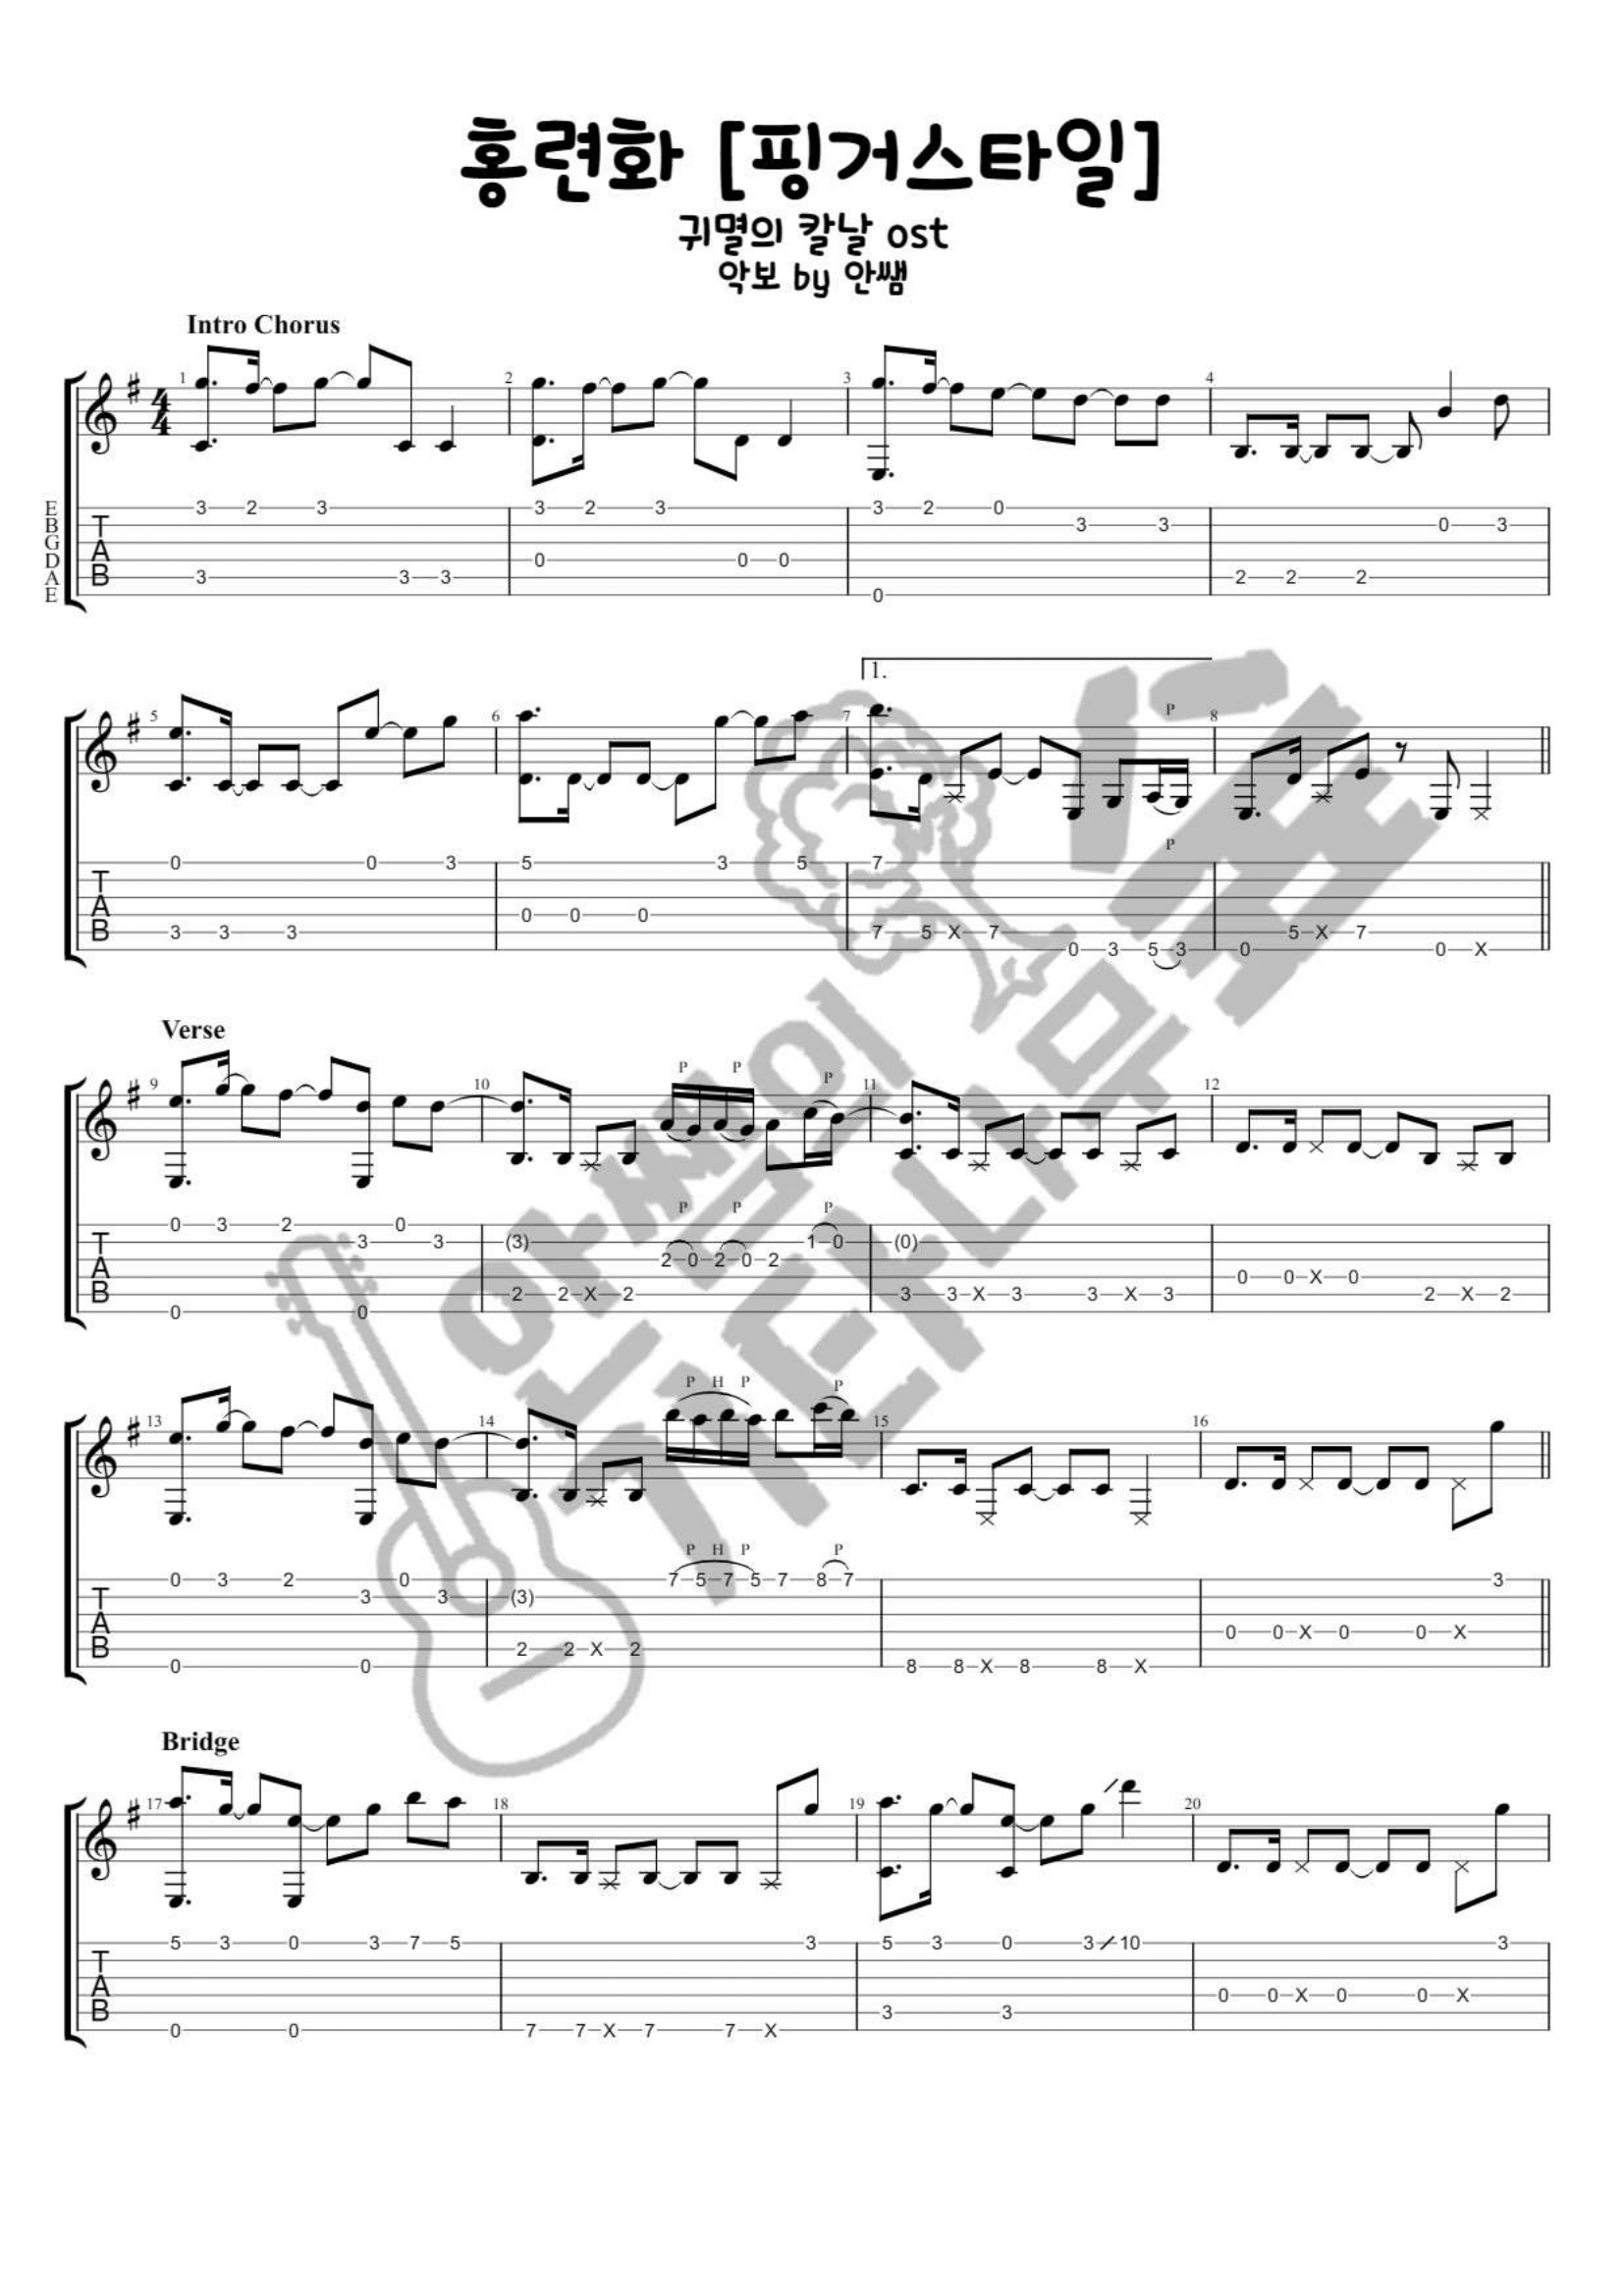 홍련화 [핑거스타일]
귀멸의 칼날 ost
악보 by 안쌤
Intro Chorus
1 2 3 4
E 3 2 3 3 2 3 3 2 0
B 3 3 0 3
G
D 0 0 0
A 3 3 3 2 2 2
E 0
T
A
B
1.
5 6 7 P 8
P
0 0 3 5 3 5 7
T
A 0 0 0
B 3 3 3 7 5 X 7 5 X 7
0 3 5 3 0 0 X
Verse
9 10 P P P 11 12
P P P
0 3 2 0
T 3 3 (3) 1 0 (0)
2 0 2 0 2
A 0 0 X 0
B 2 2 X 2 3 3 X 3 3 X 3 2 X 2
0 0
13 14 P H P P 15 16
P H P P
0 3 2 0 7 5 7 5 7 8 7 3
T 3 3 (3)
A 0 0 X 0 0 X
B 2 2 X 2
0 0 8 8 X 8 8 X
Bridge
17 18 19 20
5 3 0 3 7 5 3 5 3 0 3 10 3
T
A 0 0 X 0 0 X
B 3 3
0 0 7 7 X 7 7 X
안쌤의
기타나무숲